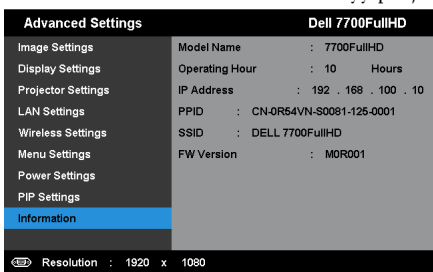 Advanced Settings Dell 7700FullHD
Image Settings
Display Settings
Projector Settings
LAN Settings
Wireless Settings
Menu Settings
Power Settings
PIP Settings
Information
Model Name : 7700FullHD
Operating Hour : 10 Hours
IP Address : 192 . 168 . 100 . 10
PPID : CN-0R54VN-S0081-125-0001
SSID : DELL 7700FullHD
FW Version : M0R001
Resolution : 1920 x 1080